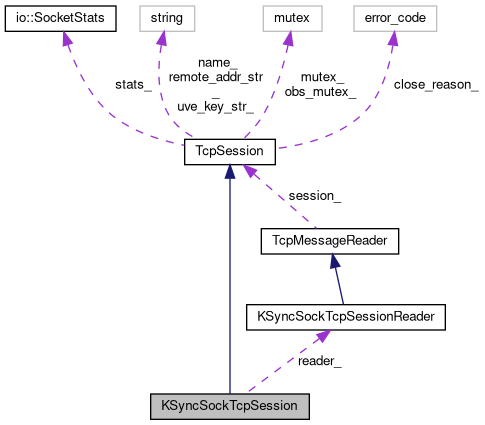 io::SocketStats
string
mutex
error_code
name_
remote_addr_str
_
uve_key_str_
stats_
mutex_
obs_mutex_
close_reason_
TcpSession
session_
TcpMessageReader
KSyncSockTcpSessionReader
reader_
KSyncSockTcpSession